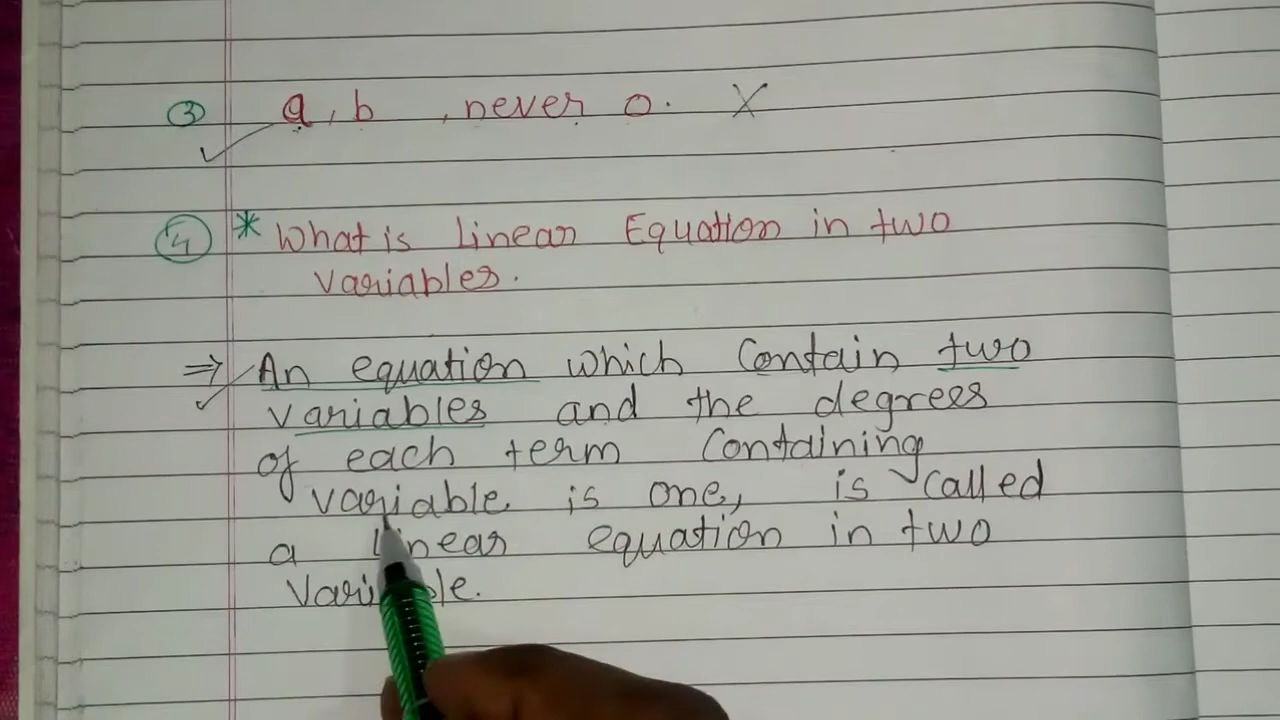 ③ a, b , never 0. X
④ * What is linear Equation in two
variables.
⇒ An equation which contain two
variables and the degrees
of each term containing
variable is one, is called
a linear equation in two
variable.